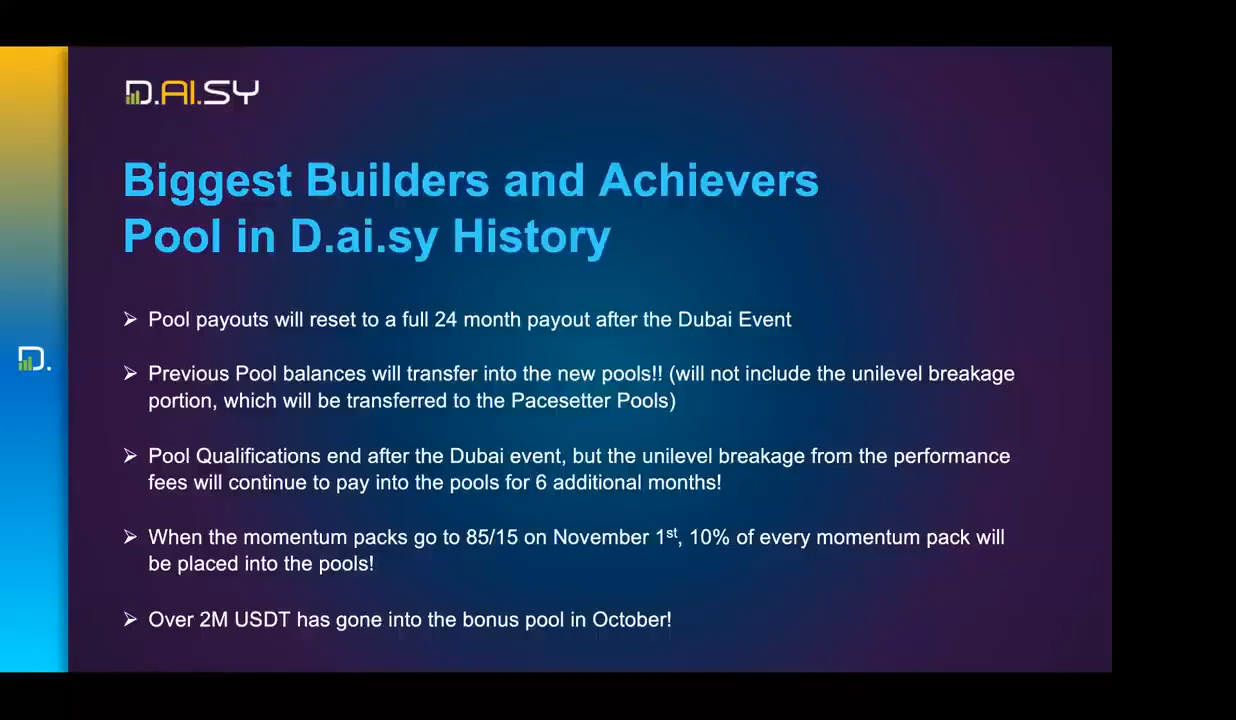 D.AI.SY
Biggest Builders and Achievers
Pool in D.ai.sy History
➢ Pool payouts will reset to a full 24 month payout after the Dubai Event
➢ Previous Pool balances will transfer into the new pools!! (will not include the unilevel breakage
portion, which will be transferred to the Pacesetter Pools)
➢ Pool Qualifications end after the Dubai event, but the unilevel breakage from the performance
fees will continue to pay into the pools for 6 additional months!
➢ When the momentum packs go to 85/15 on November 1st, 10% of every momentum pack will
be placed into the pools!
➢ Over 2M USDT has gone into the bonus pool in October!
D.